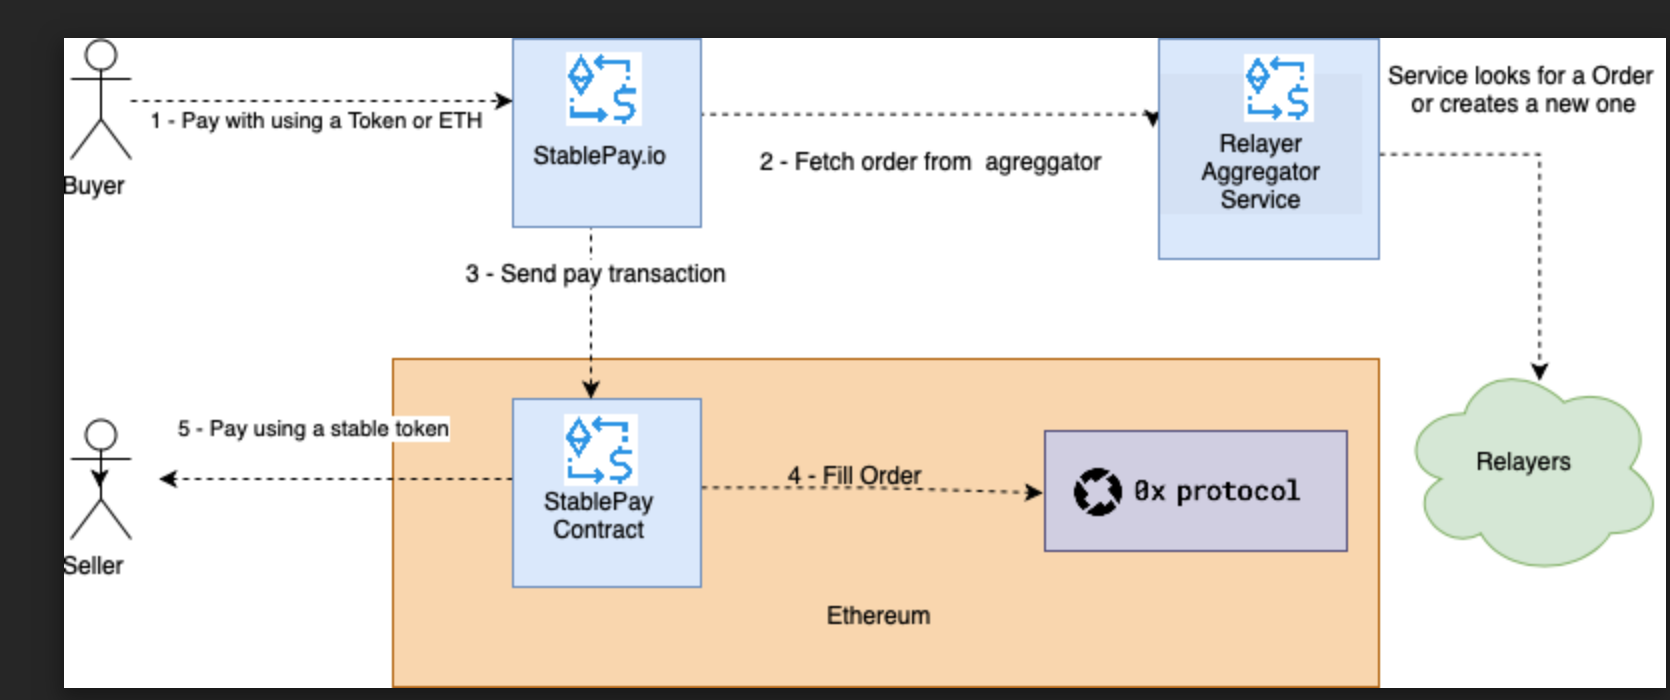 1 - Pay with using a Token or ETH
Buyer
StablePay.io
2 - Fetch order from  agreggator
Relayer
Aggregator
Service
Service looks for a Order
or creates a new one
3 - Send pay transaction
5 - Pay using a stable token
Seller
StablePay
Contract
4 - Fill Order
0x protocol
Relayers
Ethereum